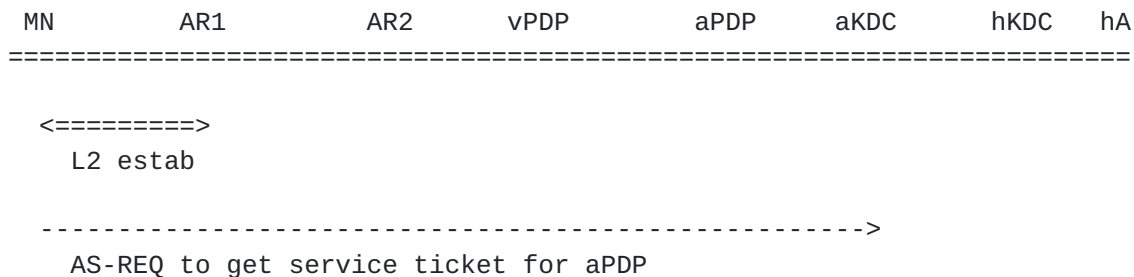 MN        AR1         AR2      vPDP        aPDP     aKDC      hKDC   hA
=======================================================================
<=========>
L2 estab
----------------------------------------------------->
AS-REQ to get service ticket for aPDP